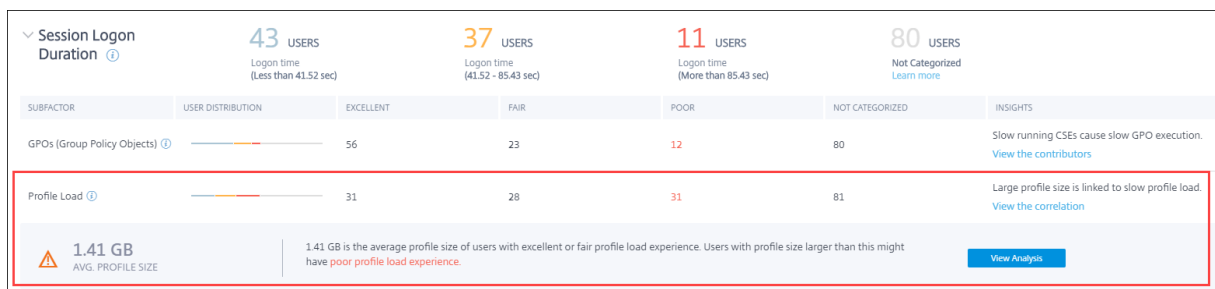 Session Logon
Duration
43 USERS
Logon time
(Less than 41.52 sec)
37 USERS
Logon time
(41.52 - 85.43 sec)
11 USERS
Logon time
(More than 85.43 sec)
80 USERS
Not Categorized
Learn more
SUBFACTOR USER DISTRIBUTION EXCELLENT FAIR POOR NOT CATEGORIZED INSIGHTS
GPOs (Group Policy Objects) 56 23 12 80 Slow running CSEs cause slow GPO execution.
View the contributors
Profile Load 31 28 31 81 Large profile size is linked to slow profile load.
View the correlation
1.41 GB
AVG. PROFILE SIZE
1.41 GB is the average profile size of users with excellent or fair profile load experience. Users with profile size larger than this might
have poor profile load experience.
View Analysis